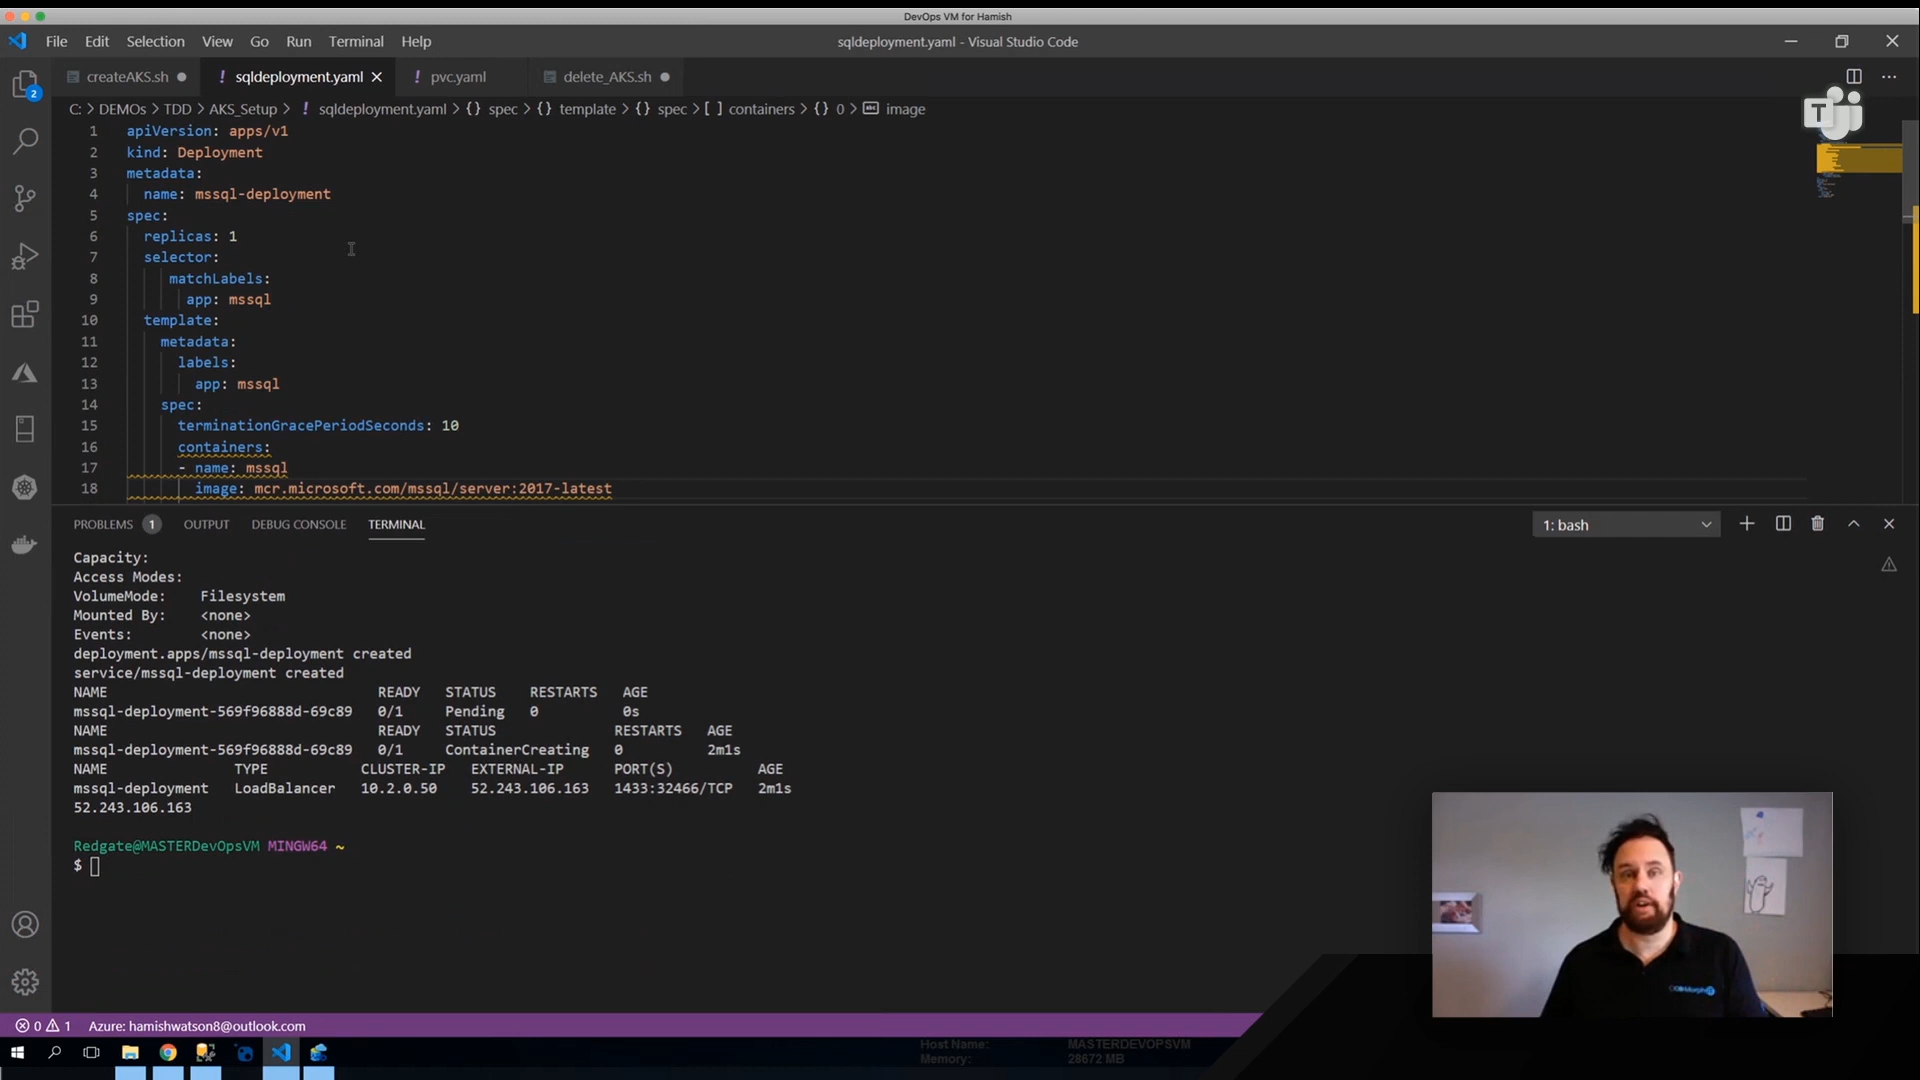 DevOps VM for Hamish
File Edit Selection View Go Run Terminal Help
sqldeployment.yaml - Visual Studio Code
createAKS.sh
! sqldeployment.yaml
! pvc.yaml
delete_AKS.sh
2
T
C: > DEMOs > TDD > AKS_Setup > ! sqldeployment.yaml > {} spec > {} template > {} spec > [ ] containers > {} 0 > abc image
1 apiVersion: apps/v1
2 kind: Deployment
3 metadata:
4 name: mssql-deployment
5 spec:
6 replicas: 1
7 selector:
8 matchLabels:
9 app: mssql
10 template:
11 metadata:
12 labels:
13 app: mssql
14 spec:
15 terminationGracePeriodSeconds: 10
16 containers:
17 - name: mssql
18 image: mcr.microsoft.com/mssql/server:2017-latest
PROBLEMS 1 OUTPUT DEBUG CONSOLE TERMINAL
1: bash
Capacity:
Access Modes:
VolumeMode: Filesystem
Mounted By: <none>
Events: <none>
deployment.apps/mssql-deployment created
service/mssql-deployment created
NAME READY STATUS RESTARTS AGE
mssql-deployment-569f96888d-69c89 0/1 Pending 0 0s
NAME READY STATUS RESTARTS AGE
mssql-deployment-569f96888d-69c89 0/1 ContainerCreating 0 2m1s
NAME TYPE CLUSTER-IP EXTERNAL-IP PORT(S) AGE
mssql-deployment LoadBalancer 10.2.0.50 52.243.106.163 1433:32466/TCP 2m1s
52.243.106.163
Redgate@MASTERDevOpsVM MINGW64 ~
$
0 1 Azure: hamishwatson8@outlook.com
Host Name: MASTERDEVOPSVM
Memory: 28672 MB